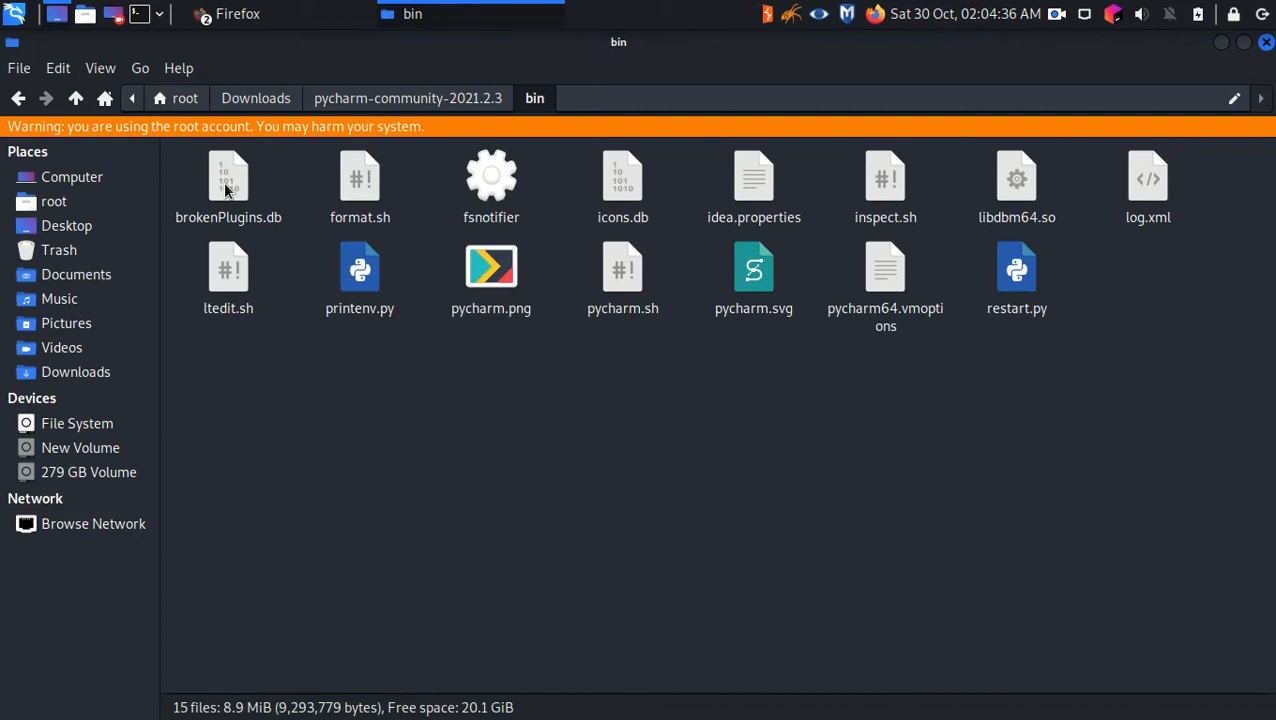 2 Firefox bin Sat 30 Oct, 02:04:36 AM
bin
File Edit View Go Help
root Downloads pycharm-community-2021.2.3 bin
Warning: you are using the root account. You may harm your system.
Places
Computer
root
Desktop
Trash
Documents
Music
Pictures
Videos
Downloads
Devices
File System
New Volume
279 GB Volume
Network
Browse Network
brokenPlugins.db format.sh fsnotifier icons.db idea.properties inspect.sh libdbm64.so log.xml
ltedit.sh printenv.py pycharm.png pycharm.sh pycharm.svg pycharm64.vmopti
ons
restart.py
15 files: 8.9 MiB (9,293,779 bytes), Free space: 20.1 GiB